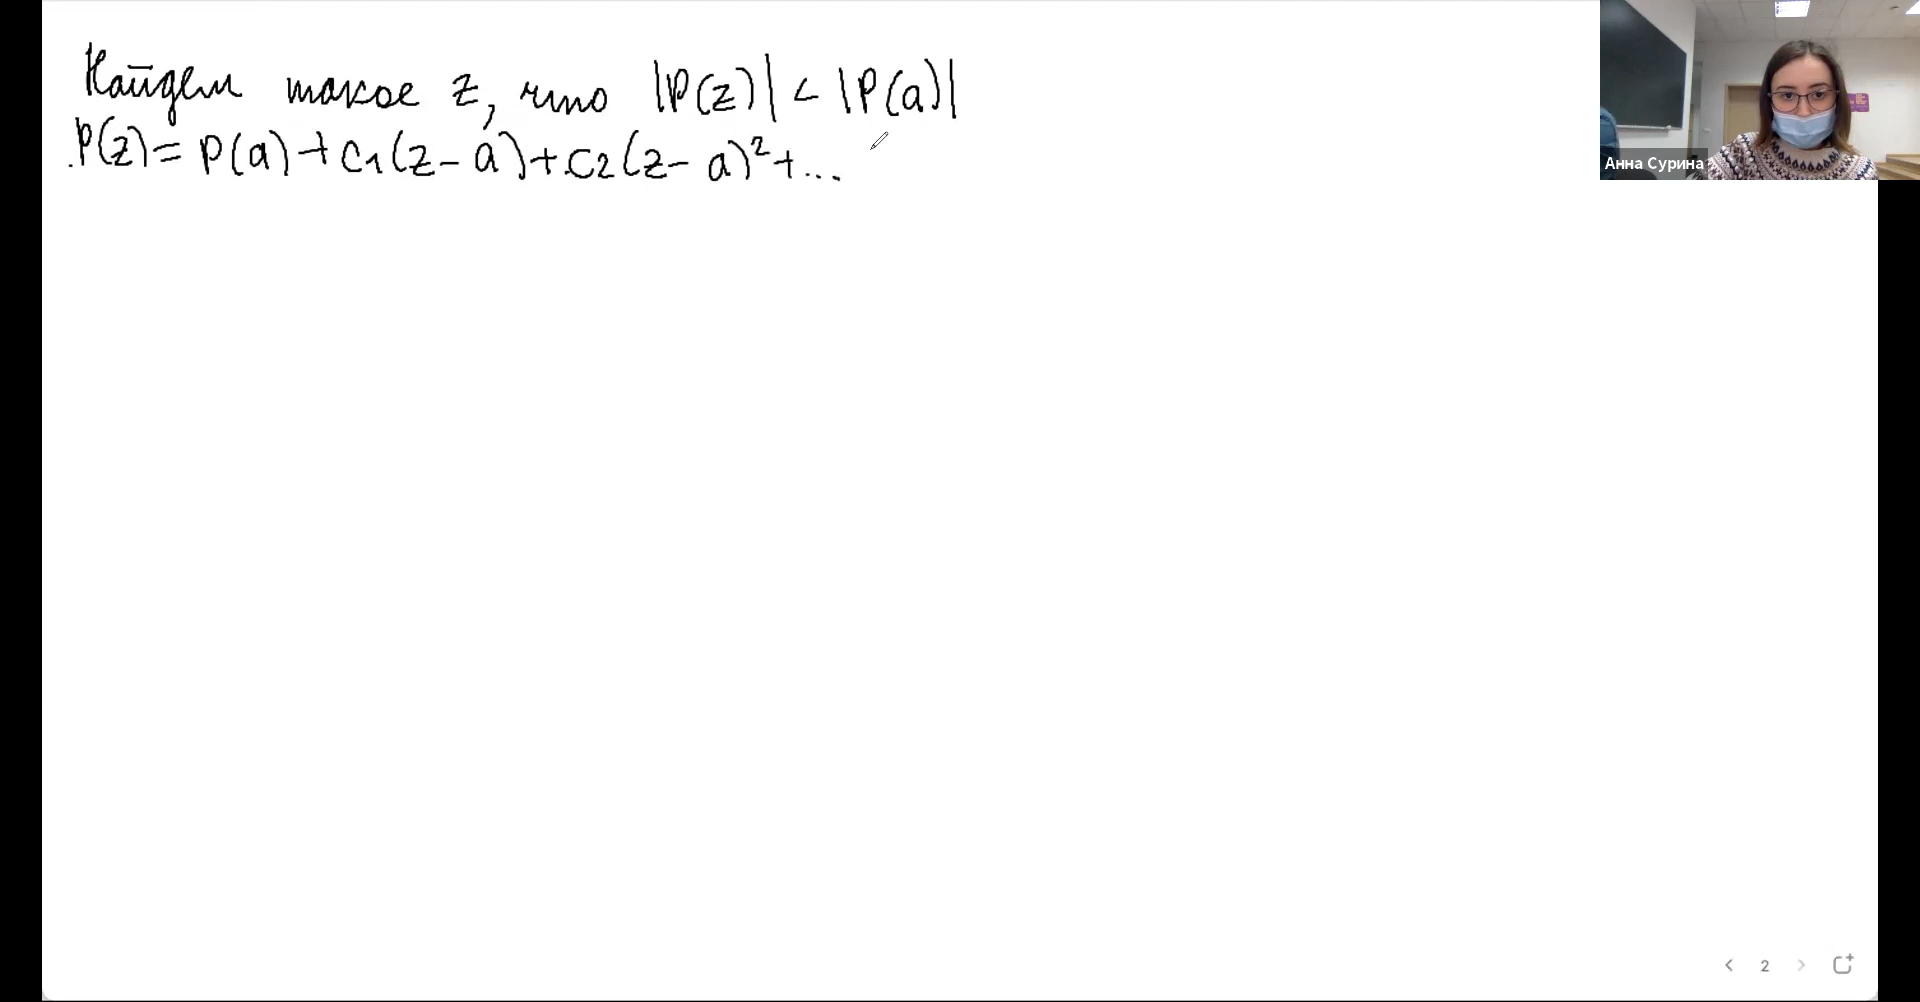 Найдем такое z, что |P(z)| < |P(a)|
P(z) = P(a) + C1(z - a) + C2(z - a)² + ...
Анна Сурина
2